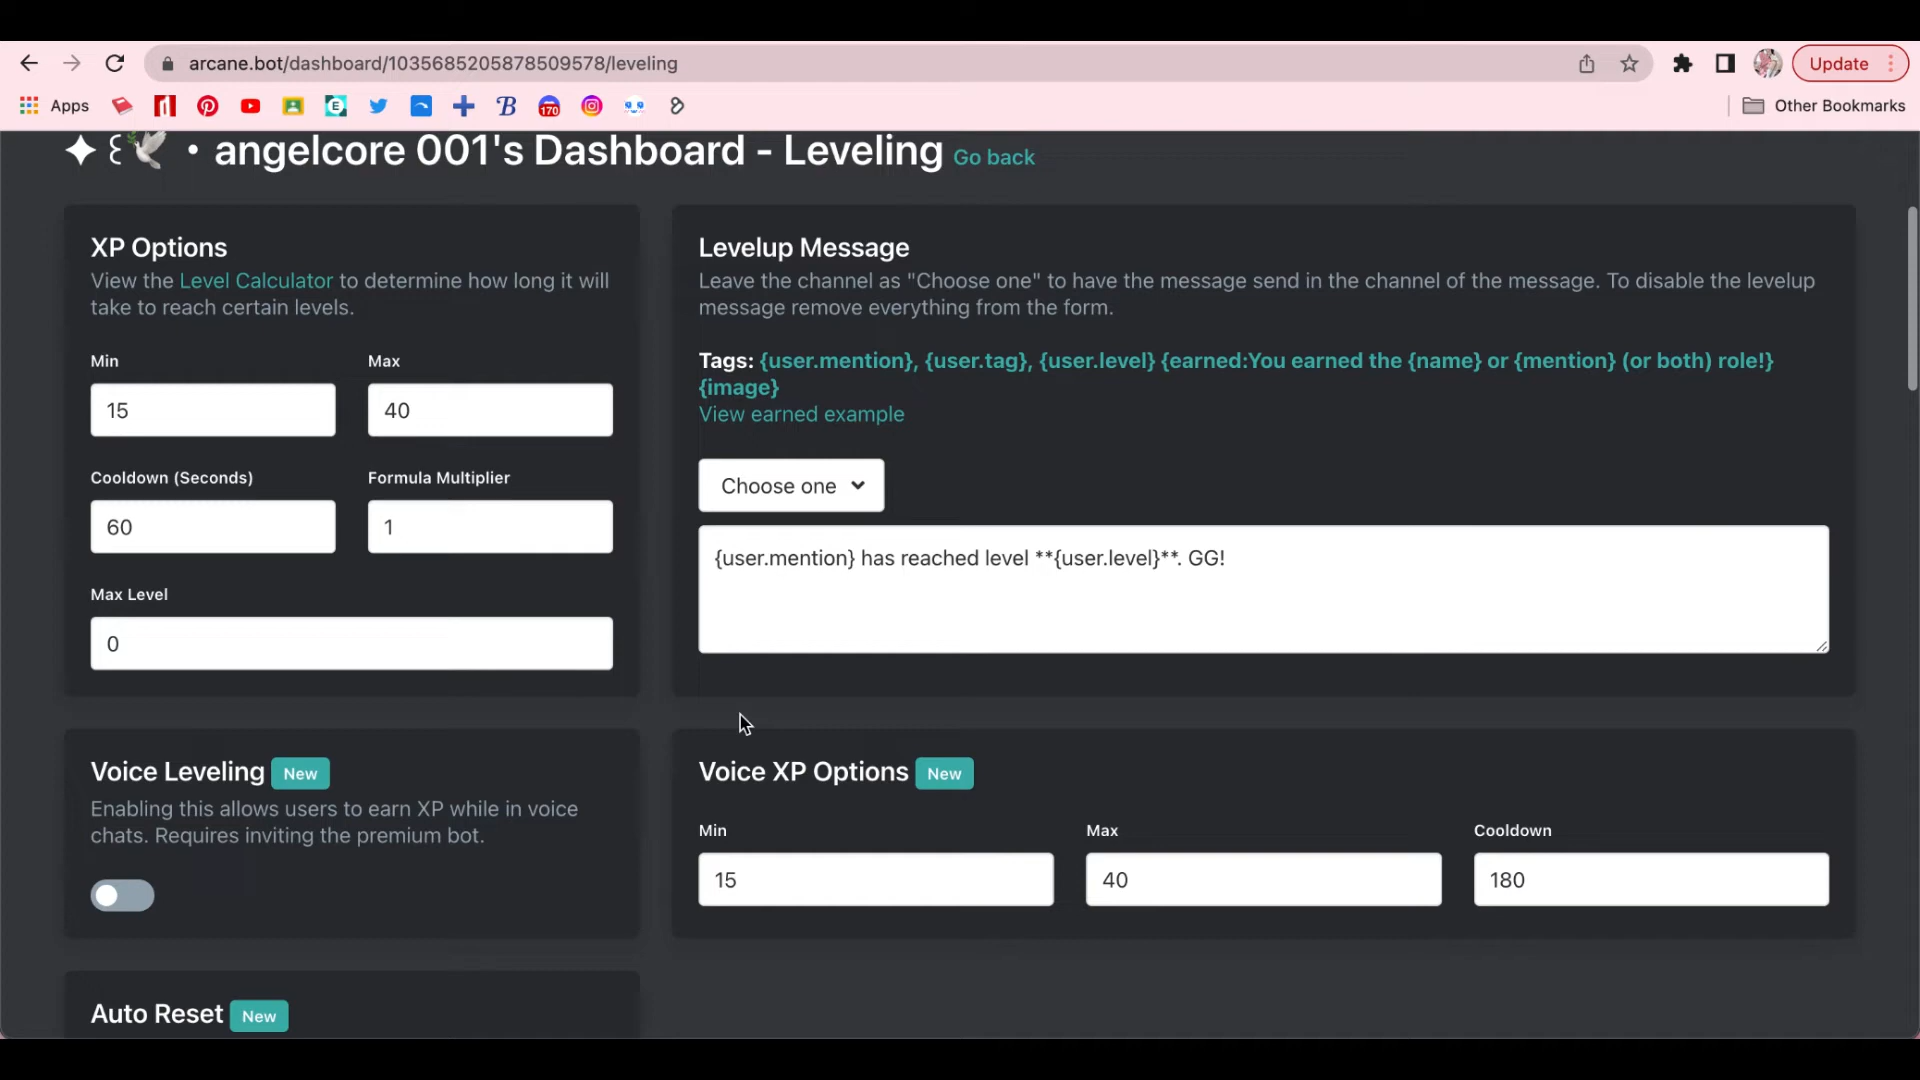 arcane.bot/dashboard/1035685205878509578/leveling
Update
Apps
170
Other Bookmarks
• angelcore 001's Dashboard - Leveling Go back
XP Options
View the Level Calculator to determine how long it will
take to reach certain levels.
Min
Max
15
40
Cooldown (Seconds)
Formula Multiplier
60
1
Max Level
0
Levelup Message
Leave the channel as "Choose one" to have the message send in the channel of the message. To disable the levelup
message remove everything from the form.
Tags: {user.mention}, {user.tag}, {user.level} {earned:You earned the {name} or {mention} (or both) role!}
{image}
View earned example
Choose one
{user.mention} has reached level **{user.level}**. GG!
Voice Leveling New
Enabling this allows users to earn XP while in voice
chats. Requires inviting the premium bot.
Voice XP Options New
Min
Max
Cooldown
15
40
180
Auto Reset New